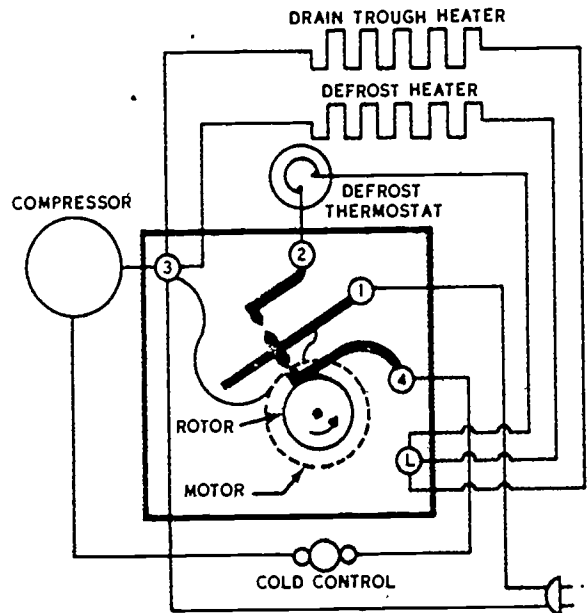 DRAIN TROUGH HEATER
DEFROST HEATER
DEFROST
THERMOSTAT
COMPRESSOR
2
3
1
4
ROTOR
L
MOTOR
COLD CONTROL